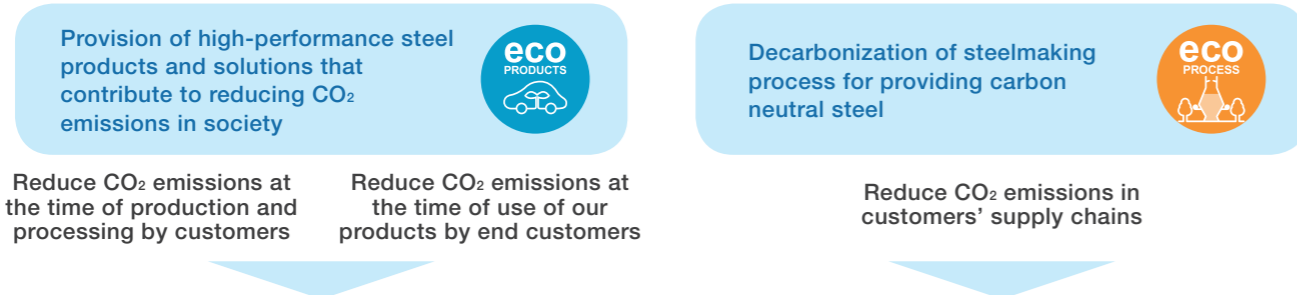 Provision of high-performance steel
products and solutions that
contribute to reducing CO₂
emissions in society
eco
PRODUCTS
Decarbonization of steelmaking
process for providing carbon
neutral steel
eco
PROCESS
Reduce CO₂ emissions at
the time of production and
processing by customers
Reduce CO₂ emissions at
the time of use of our
products by end customers
Reduce CO₂ emissions in
customers’ supply chains